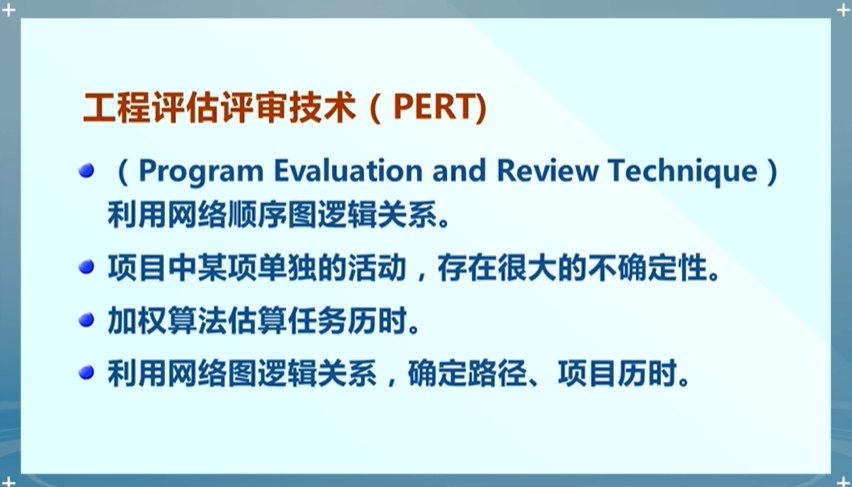 工程评估评审技术（PERT)
（Program Evaluation and Review Technique）
利用网络顺序图逻辑关系。
项目中某项单独的活动，存在很大的不确定性。
加权算法估算任务历时。
利用网络图逻辑关系，确定路径、项目历时。